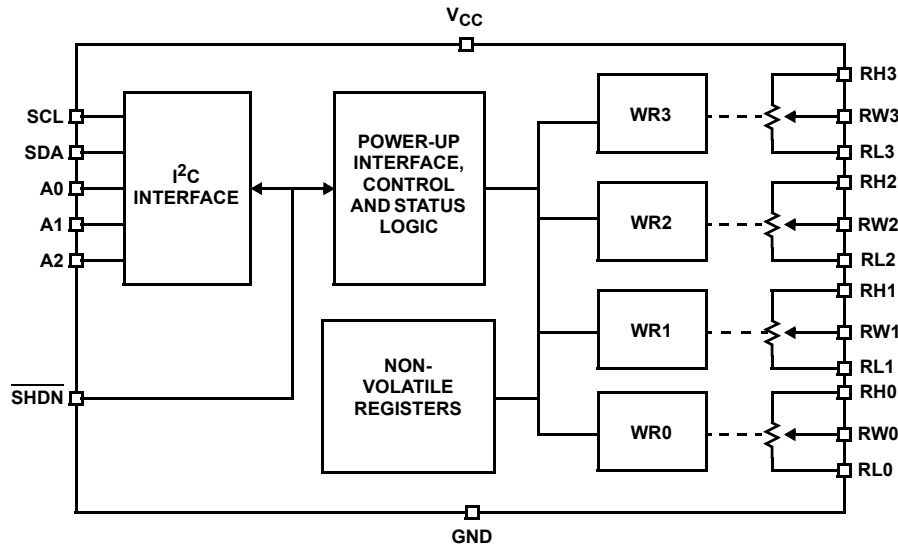 VCC
SCL
SDA
A0
A1
A2
SHDN
I2C
INTERFACE
POWER-UP
INTERFACE,
CONTROL
AND STATUS
LOGIC
NON-
VOLATILE
REGISTERS
WR3
WR2
WR1
WR0
RH3
RW3
RL3
RH2
RW2
RL2
RH1
RW1
RL1
RH0
RW0
RL0
GND